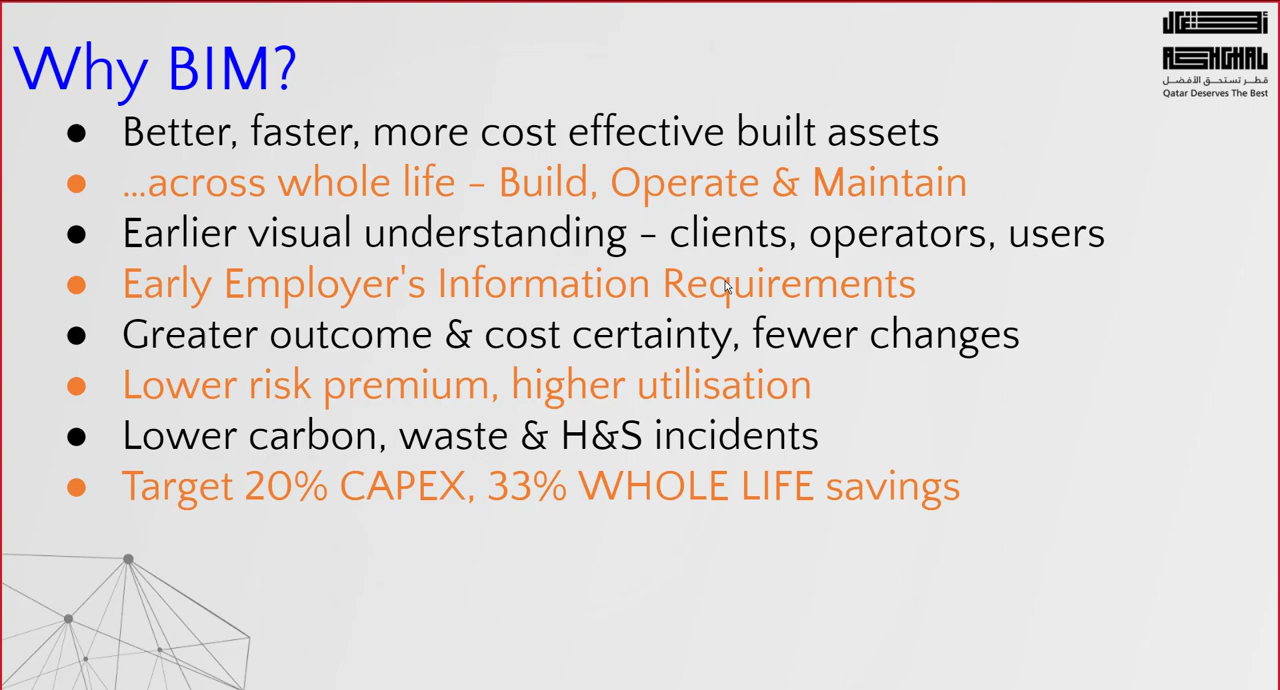 Why BIM?
● Better, faster, more cost effective built assets
● ...across whole life – Build, Operate & Maintain
● Earlier visual understanding – clients, operators, users
● Early Employer's Information Requirements
● Greater outcome & cost certainty, fewer changes
● Lower risk premium, higher utilisation
● Lower carbon, waste & H&S incidents
● Target 20% CAPEX, 33% WHOLE LIFE savings
أشغال
ASHGHAL
قطر تستحق الأفضل
Qatar Deserves The Best